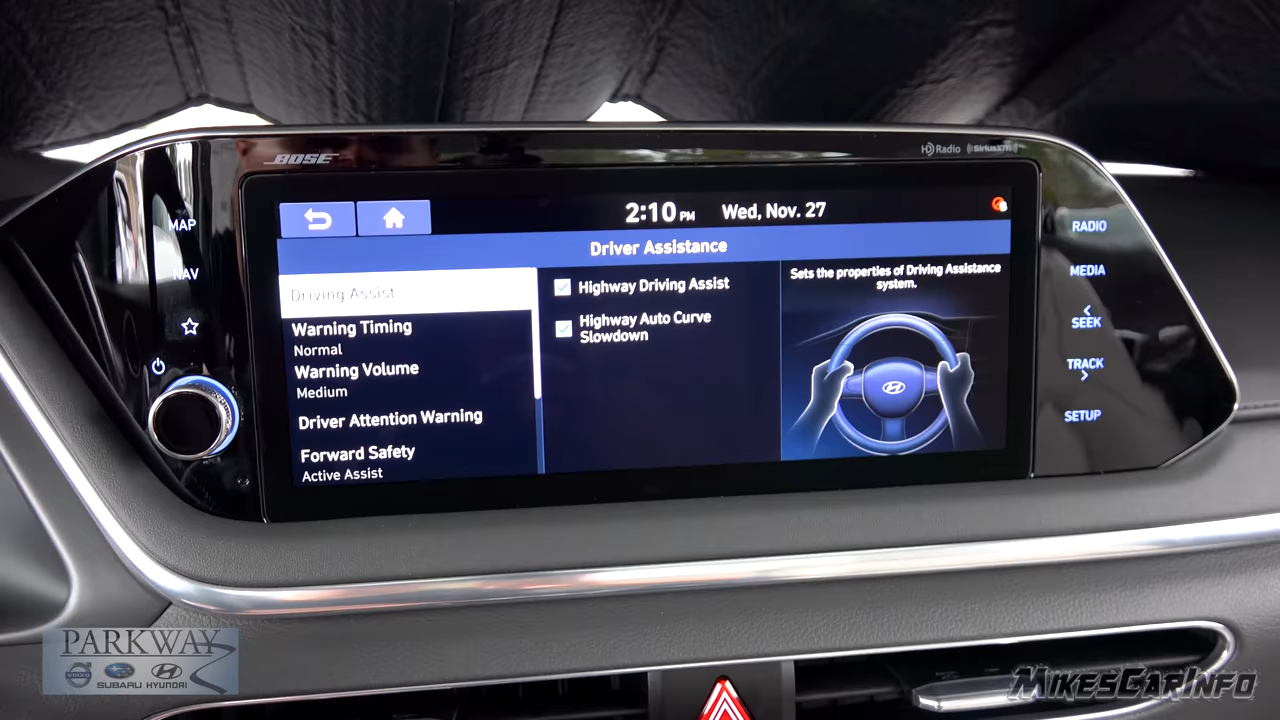 BOSE
HD Radio ((SiriusXM))
MAP
NAV
2:10 PM Wed, Nov. 27
Driver Assistance
Driving Assist
Warning Timing
Normal
Warning Volume
Medium
Driver Attention Warning
Forward Safety
Active Assist
Highway Driving Assist
Highway Auto Curve
Slowdown
Sets the properties of Driving Assistance
system.
RADIO
MEDIA
<
SEEK
TRACK
>
SETUP
PARKWAY
VOLVO SUBARU HYUNDAI
MIKESCARINFO